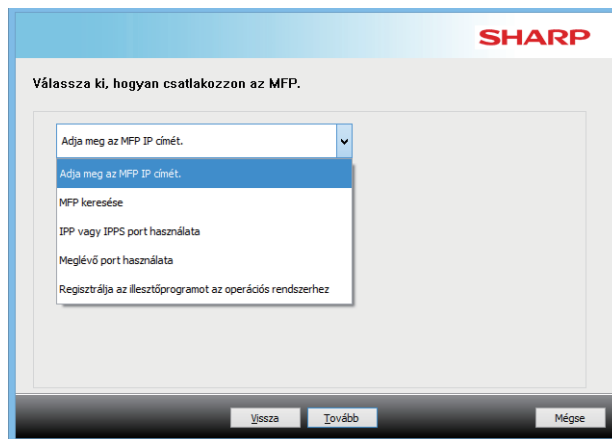 SHARP
Válassza ki, hogyan csatlakozzon az MFP.
Adja meg az MFP IP címét.
Adja meg az MFP IP címét.
MFP keresése
IPP vagy IPPS port használata
Meglévő port használata
Regisztrálja az illesztőprogramot az operációs rendszerhez
Vissza Tovább Mégse